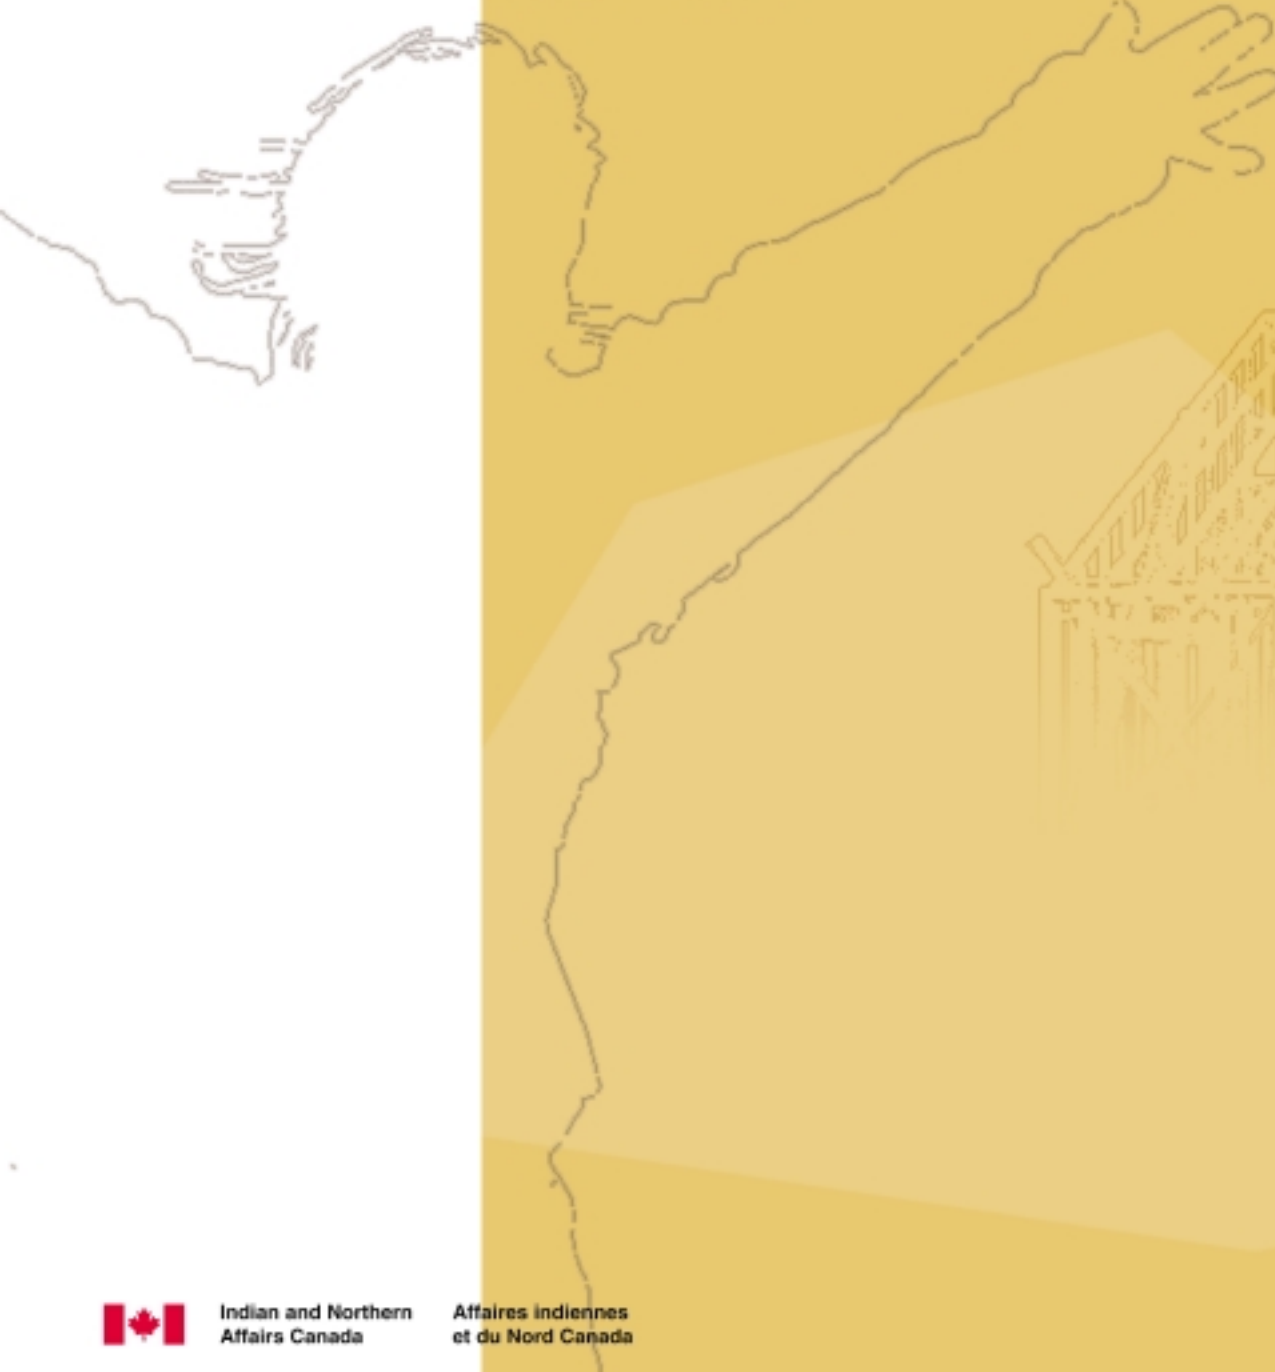 Indian and Northern
Affairs Canada
Affaires indiennes
et du Nord Canada